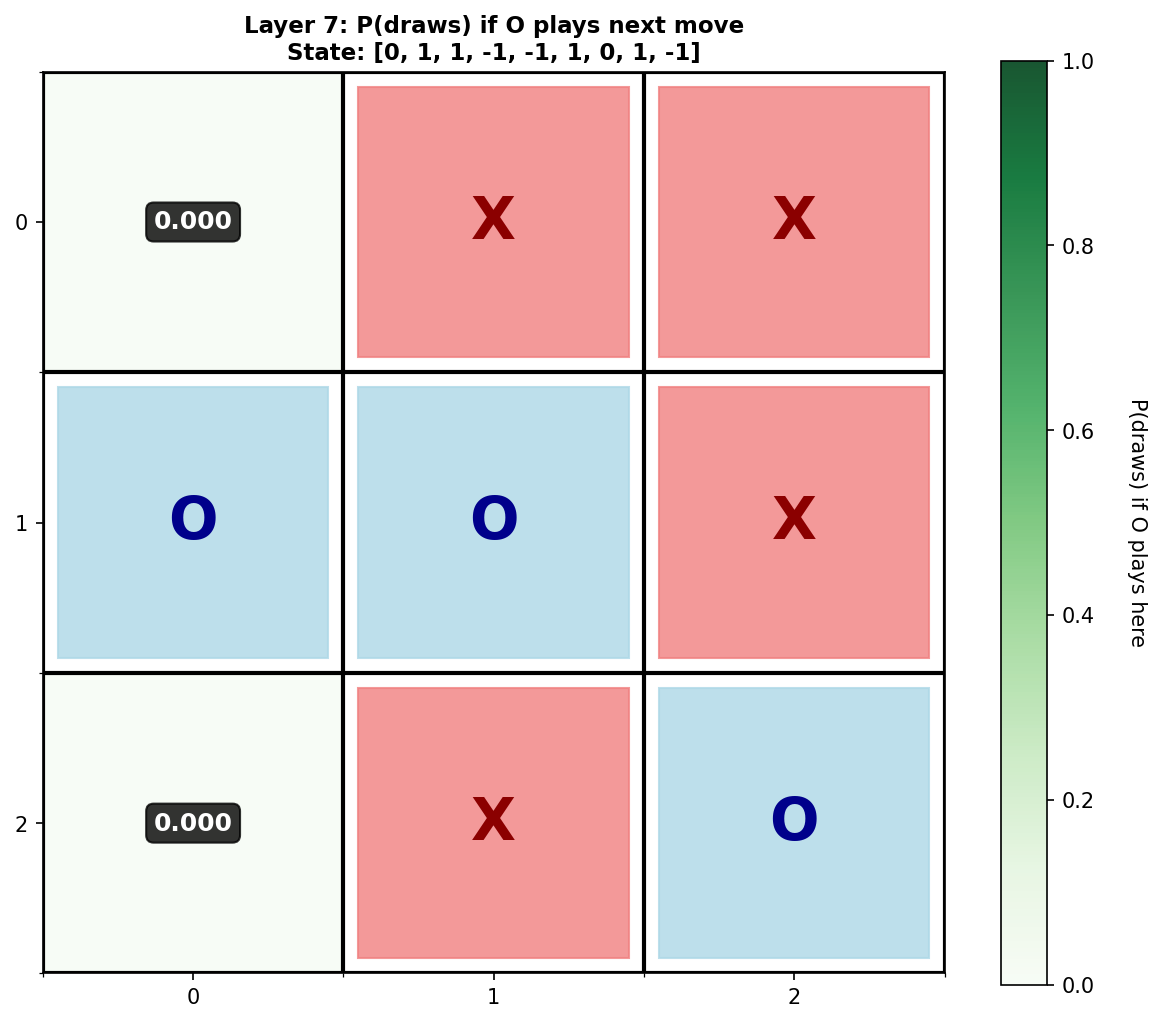 Layer 7: P(draws) if O plays next move
State: [0, 1, 1, -1, -1, 1, 0, 1, -1]
0
0.000
X
X
1
O
O
X
2
0.000
X
O
0
1
2
1.0
0.8
0.6
0.4
0.2
0.0
P(draws) if O plays here